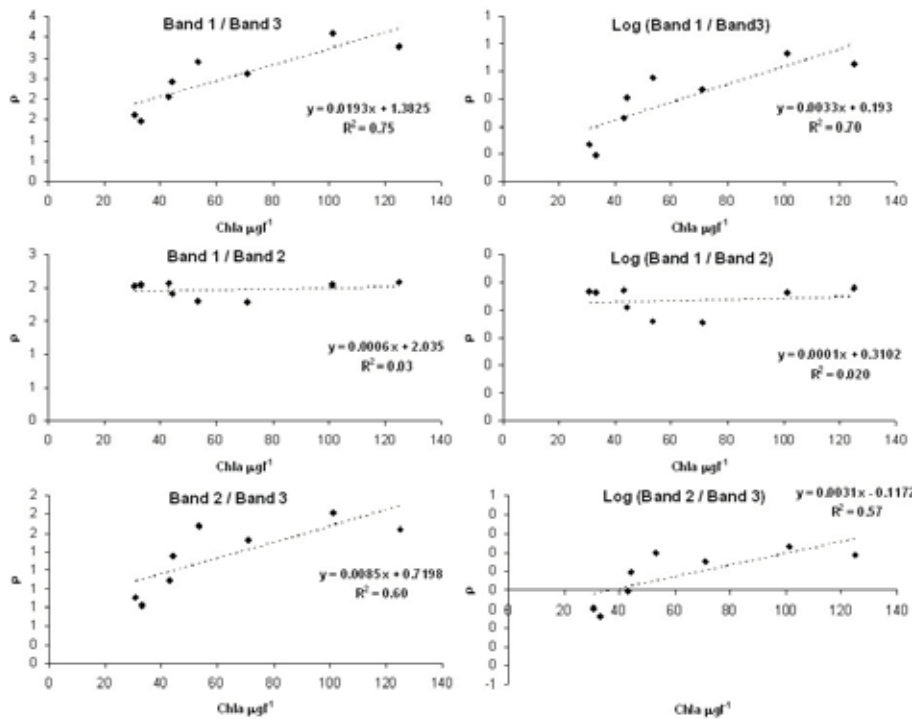 Band 1 / Band 3
4
4
3
3
2
2
1
1
0
ρ
y = 0.0193x + 1.3825
R² = 0.75
0 20 40 60 80 100 120 140
Chla µgl⁻¹
Log (Band 1 / Band3)
1
1
1
0
0
0
0
ρ
y = 0.0033x + 0.193
R² = 0.70
0 20 40 60 80 100 120 140
Chla µgl⁻¹
Band 1 / Band 2
3
2
2
1
1
0
ρ
y = 0.0006x + 2.035
R² = 0.03
0 20 40 60 80 100 120 140
Chla µgl⁻¹
Log (Band 1 / Band 2)
0
0
0
0
0
0
0
ρ
y = 0.0001x + 0.3102
R² = 0.020
0 20 40 60 80 100 120 140
Chla µgl⁻¹
Band 2 / Band 3
2
2
2
1
1
1
1
0
0
0
ρ
y = 0.0085x + 0.7198
R² = 0.60
0 20 40 60 80 100 120 140
Chla µgl⁻¹
Log (Band 2 / Band 3)
y = 0.0031x - 0.1172
R² = 0.57
1
0
0
0
0
0
0
0
0
0
-1
ρ
0 20 40 60 80 100 120 140
Chla µgl⁻¹